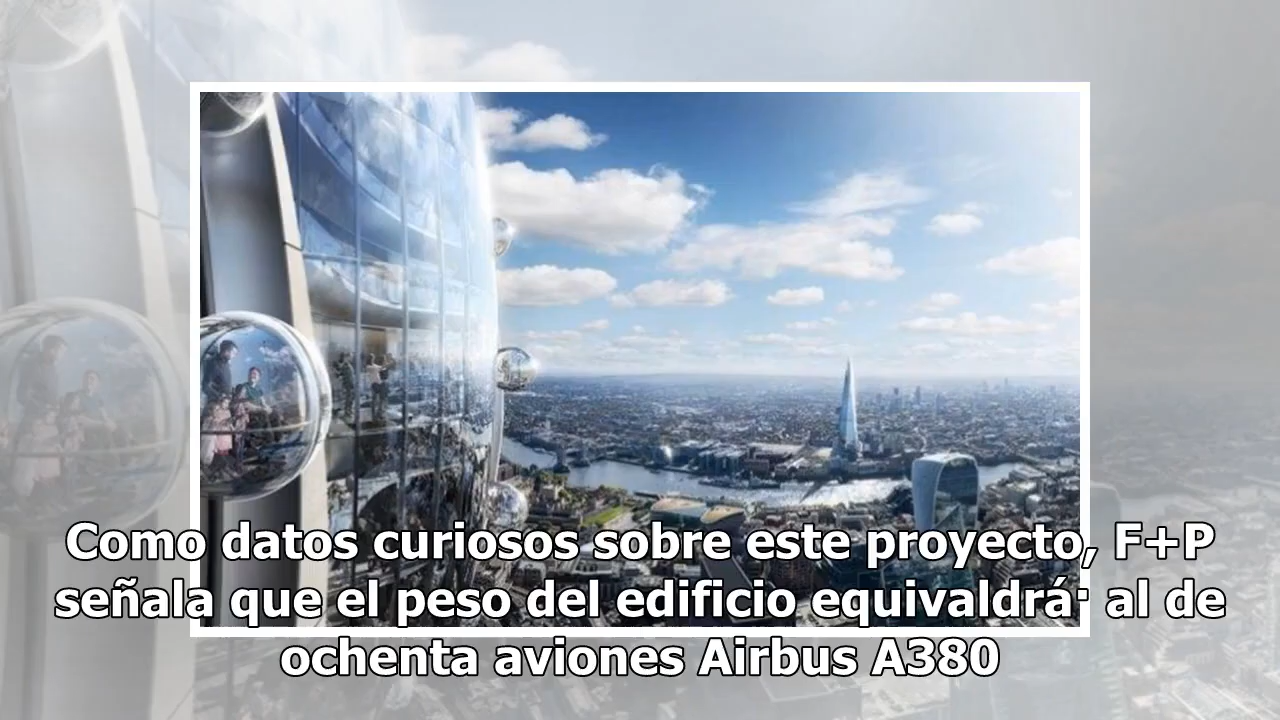 Como datos curiosos sobre este proyecto, F+P
señala que el peso del edificio equivaldrá· al de
ochenta aviones Airbus A380